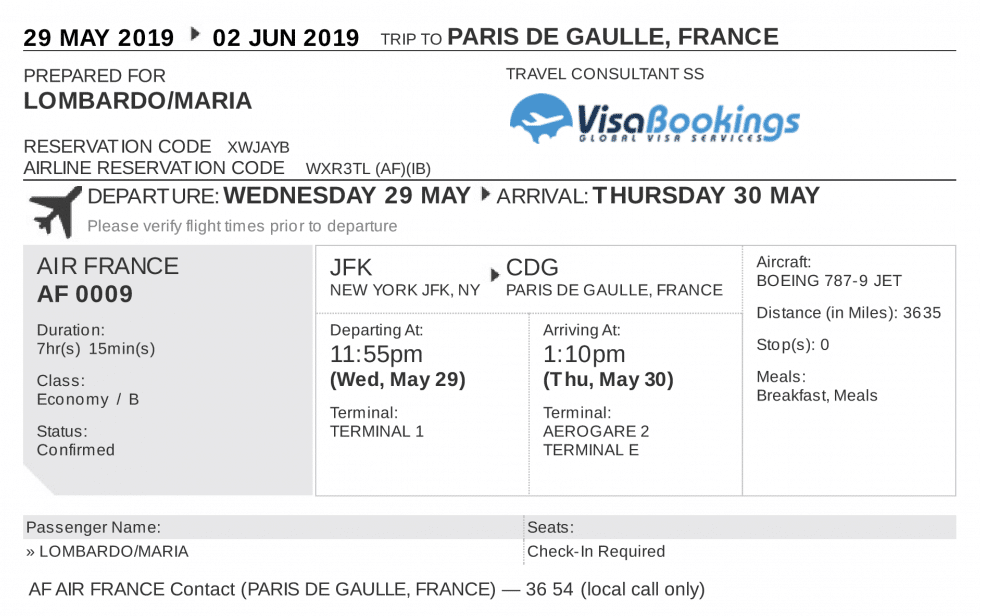 29 MAY 2019 02 JUN 2019 TRIP TO PARIS DE GAULLE, FRANCE
PREPARED FOR
LOMBARDO/MARIA
TRAVEL CONSULTANT SS
VisaBookings
GLOBAL VISA SERVICES
RESERVATION CODE XWJAYB
AIRLINE RESERVATION CODE WXR3TL (AF)(IB)
DEPARTURE: WEDNESDAY 29 MAY ARRIVAL: THURSDAY 30 MAY
Please verify flight times prior to departure
AIR FRANCE
AF 0009
Duration:
7hr(s) 15min(s)
Class:
Economy / B
Status:
Confirmed
JFK
NEW YORK JFK, NY
CDG
PARIS DE GAULLE, FRANCE
Departing At:
11:55pm
(Wed, May 29)
Terminal:
TERMINAL 1
Arriving At:
1:10pm
(Thu, May 30)
Terminal:
AEROGARE 2
TERMINAL E
Aircraft:
BOEING 787-9 JET
Distance (in Miles): 3635
Stop(s): 0
Meals:
Breakfast, Meals
Passenger Name:
» LOMBARDO/MARIA
Seats:
Check-In Required
AF AIR FRANCE Contact (PARIS DE GAULLE, FRANCE) — 36 54 (local call only)